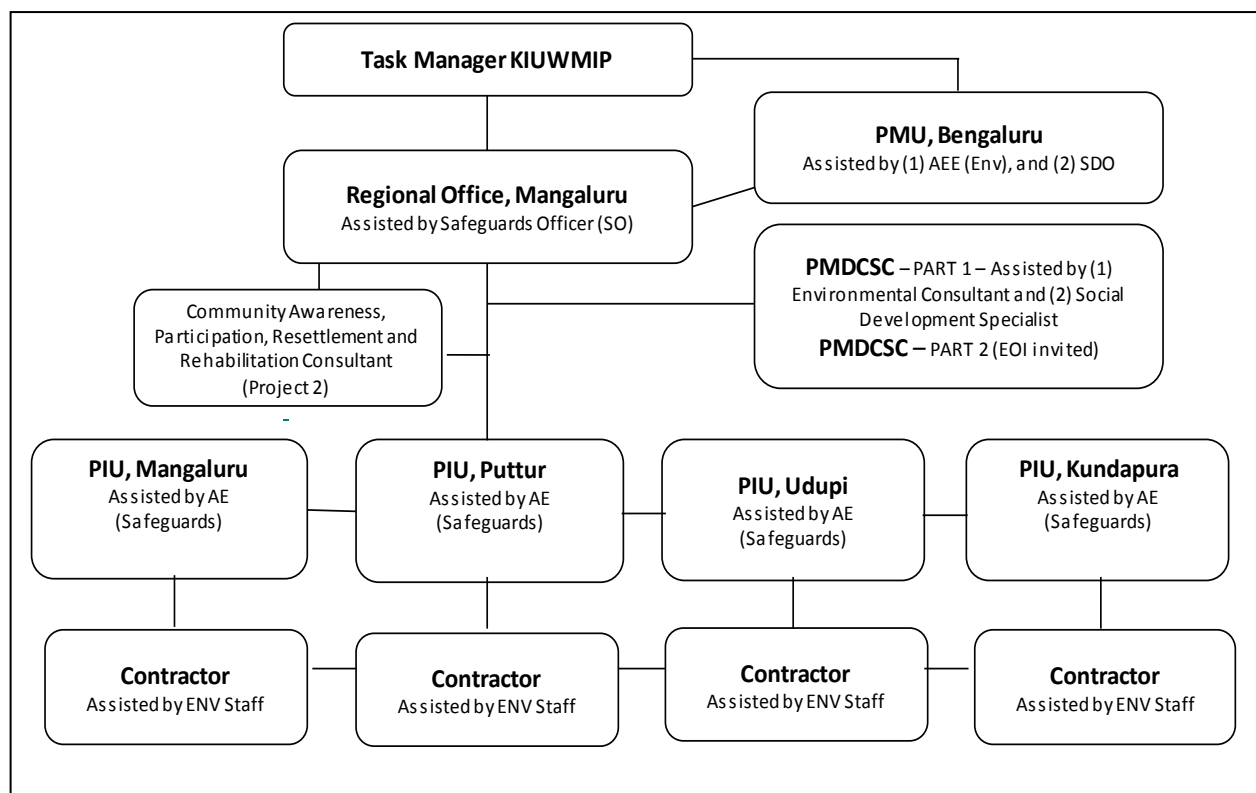 Task Manager KIUWMIP
PMU, Bengaluru
Assisted by (1) AEE (Env), and (2) SDO
Regional Office, Mangaluru
Assisted by Safeguards Officer (SO)
PMDCSC – PART 1 – Assisted by (1)
Environmental Consultant and (2) Social
Development Specialist
PMDCSC – PART 2 (EOI invited)
Community Awareness,
Participation, Resettlement and
Rehabilitation Consultant
(Project 2)
PIU, Mangaluru
Assisted by AE
(Safeguards)
PIU, Puttur
Assisted by AE
(Safeguards)
PIU, Udupi
Assisted by AE
(Safeguards)
PIU, Kundapura
Assisted by AE
(Safeguards)
Contractor
Assisted by ENV Staff
Contractor
Assisted by ENV Staff
Contractor
Assisted by ENV Staff
Contractor
Assisted by ENV Staff